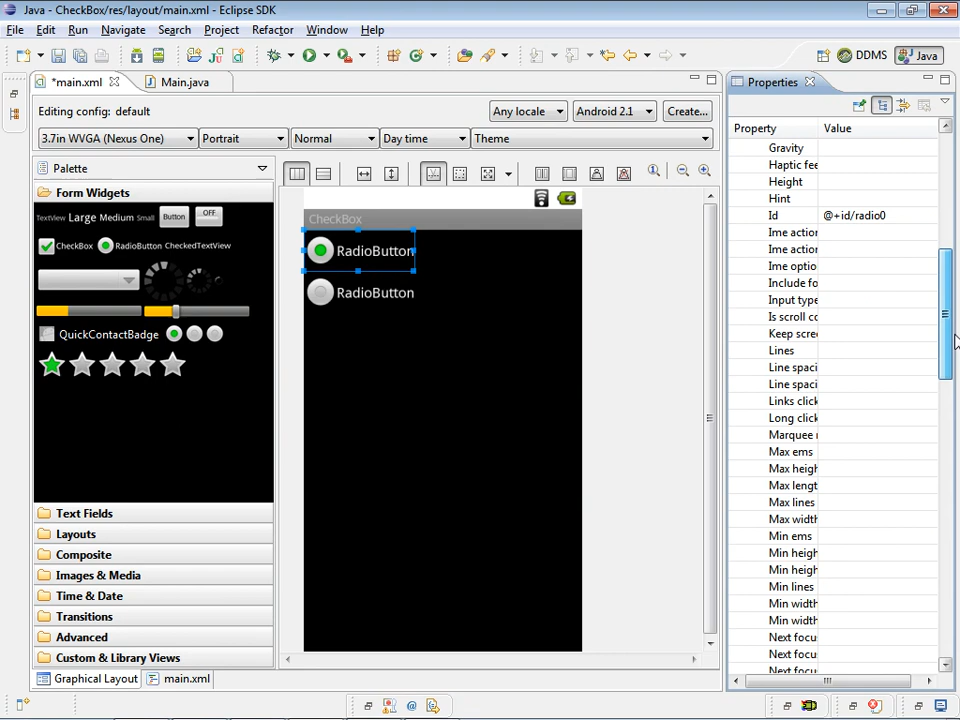 Java - CheckBox/res/layout/main.xml - Eclipse SDK
File Edit Run Navigate Search Project Refactor Window Help
DDMS Java
*main.xml Main.java
Properties
Editing config: default
Any locale Android 2.1 Create...
3.7in WVGA (Nexus One) Portrait Normal Day time Theme
Property Value
Palette
Form Widgets
TextView Large Medium Small Button OFF
CheckBox RadioButton CheckedTextView
QuickContactBadge
Text Fields
Layouts
Composite
Images & Media
Time & Date
Transitions
Advanced
Custom & Library Views
Graphical Layout main.xml
CheckBox
RadioButton
RadioButton
Gravity
Haptic fee
Height
Hint
Id @+id/radio0
Ime action
Ime action
Ime optio
Include fo
Input type
Is scroll co
Keep scree
Lines
Line spaci
Line spaci
Links click
Long click
Marquee r
Max ems
Max heigh
Max lengt
Max lines
Max width
Min ems
Min heigh
Min heigh
Min lines
Min width
Min width
Next focu
Next focu
Next focu